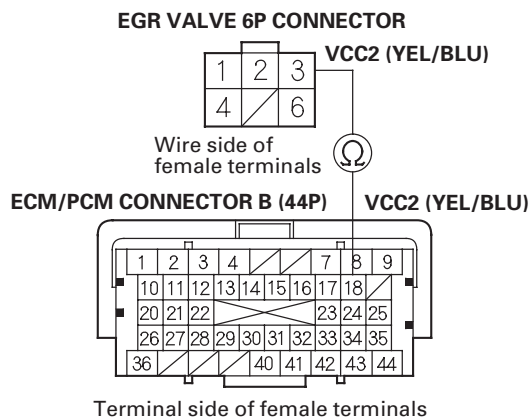 EGR VALVE 6P CONNECTOR
VCC2 (YEL/BLU)
1 2 3
4 6
Wire side of
female terminals
Ω
ECM/PCM CONNECTOR B (44P) VCC2 (YEL/BLU)
1 2 3 4 7 8 9
10 11 12 13 14 15 16 17 18
20 21 22 23 24 25
26 27 28 29 30 31 32 33 34 35
36 40 41 42 43 44
Terminal side of female terminals